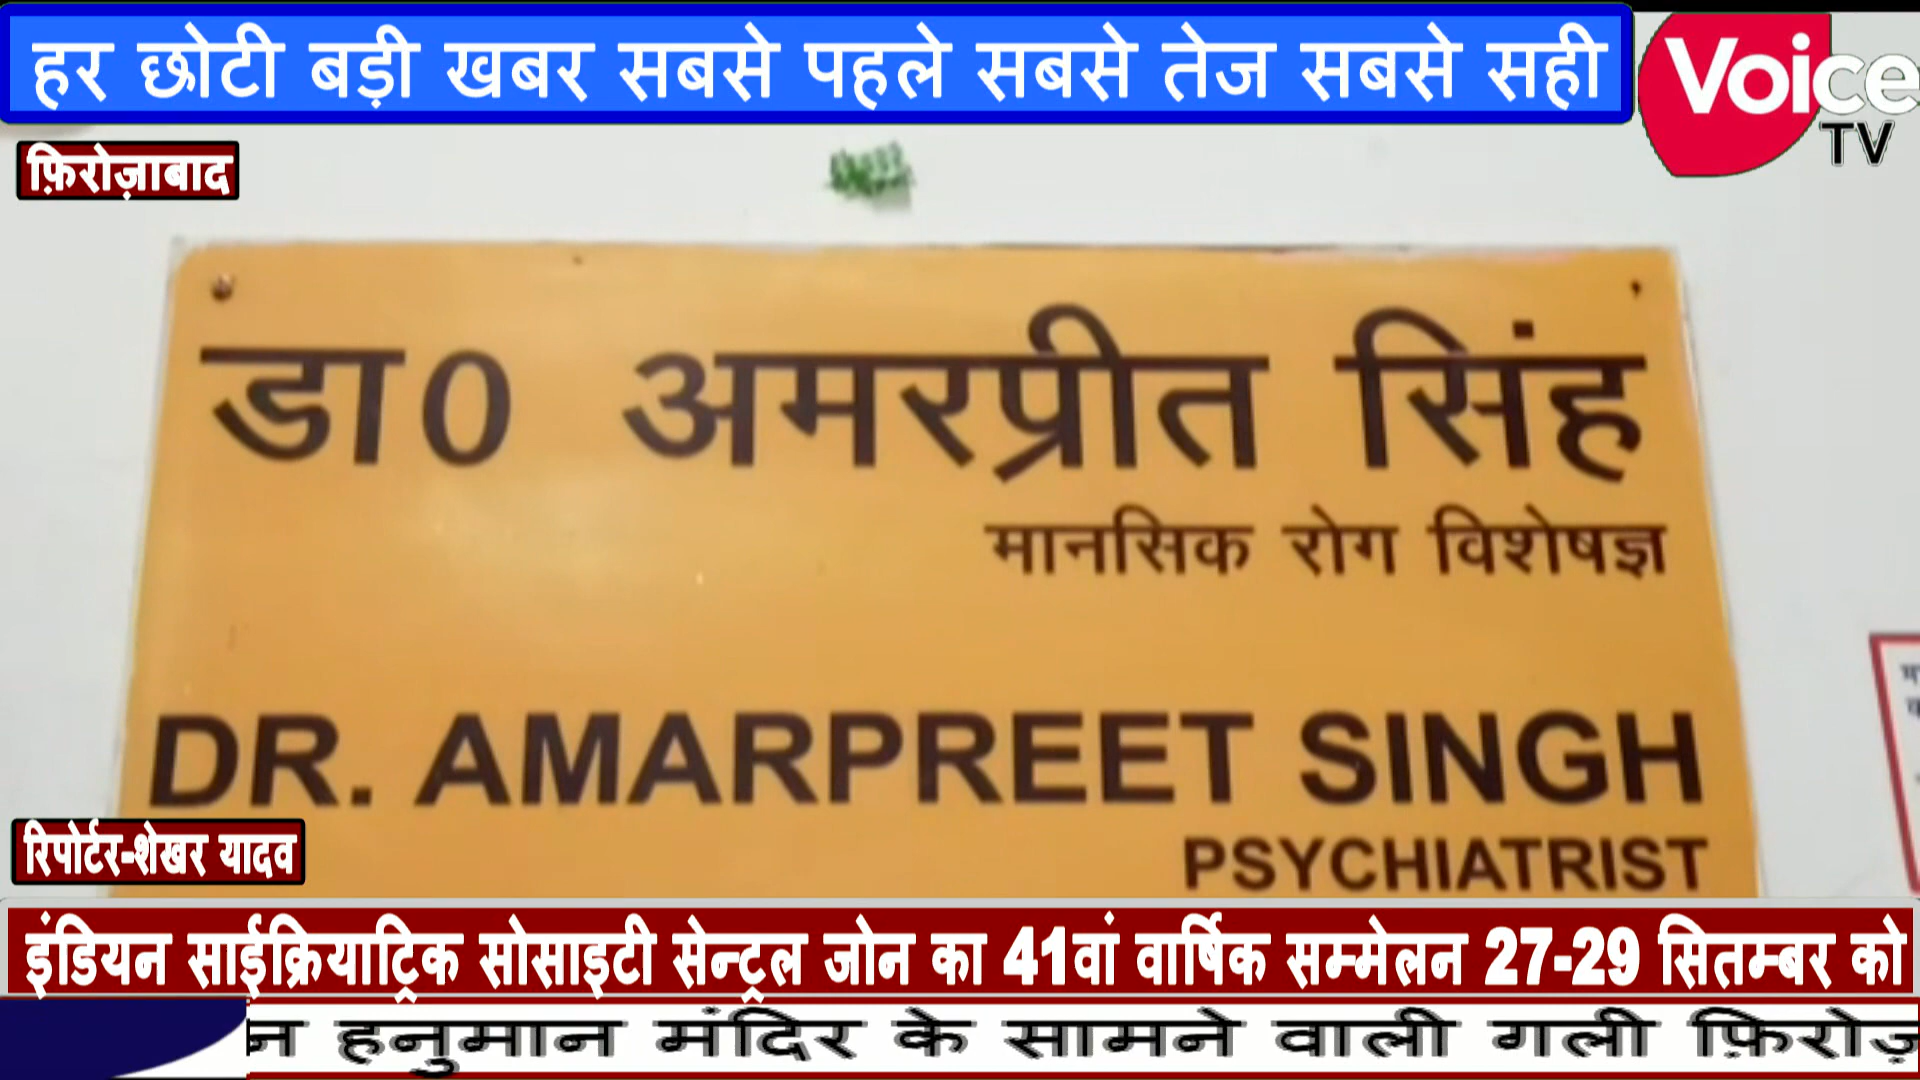 हर छोटी बड़ी खबर सबसे पहले सबसे तेज सबसे सही
Voice
TV
फ़िरोज़ाबाद
डा0 अमरप्रीत सिंह
मानसिक रोग विशेषज्ञ
DR. AMARPREET SINGH
PSYCHIATRIST
रिपोर्टर-शेखर यादव
इंडियन साईक्रियाट्रिक सोसाइटी सेन्ट्रल जोन का 41वां वार्षिक सम्मेलन 27-29 सितम्बर को
न हनुमान मंदिर के सामने वाली गली